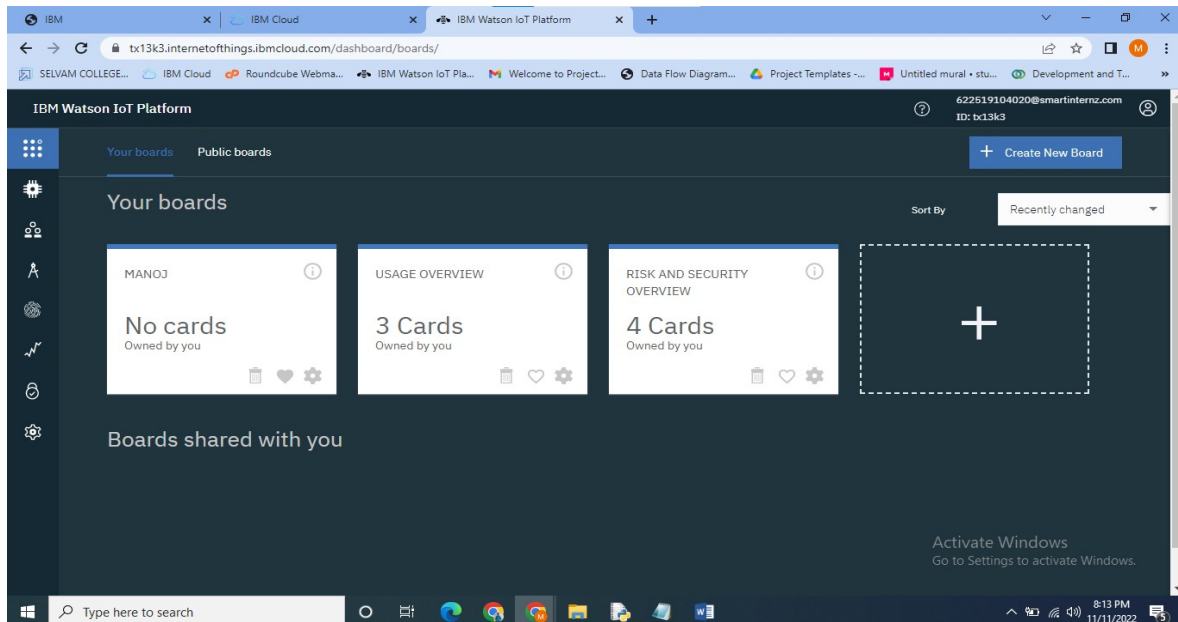 IBM
IBM Cloud
IBM Watson IoT Platform
tx13k3.internetofthings.ibmcloud.com/dashboard/boards/
M
SELVAM COLLEGE...
IBM Cloud
Roundcube Webma...
IBM Watson IoT Pla...
Welcome to Project...
Data Flow Diagram...
Project Templates -...
Untitled mural • stu...
Development and T...
»
IBM Watson IoT Platform
622519104020@smartinternz.com
ID: tx13k3
Your boards
Public boards
+ Create New Board
Your boards
Sort By
Recently changed
MANOJ
No cards
Owned by you
USAGE OVERVIEW
3 Cards
Owned by you
RISK AND SECURITY
OVERVIEW
4 Cards
Owned by you
Boards shared with you
Activate Windows
Go to Settings to activate Windows.
Type here to search
8:13 PM
11/11/2022
5